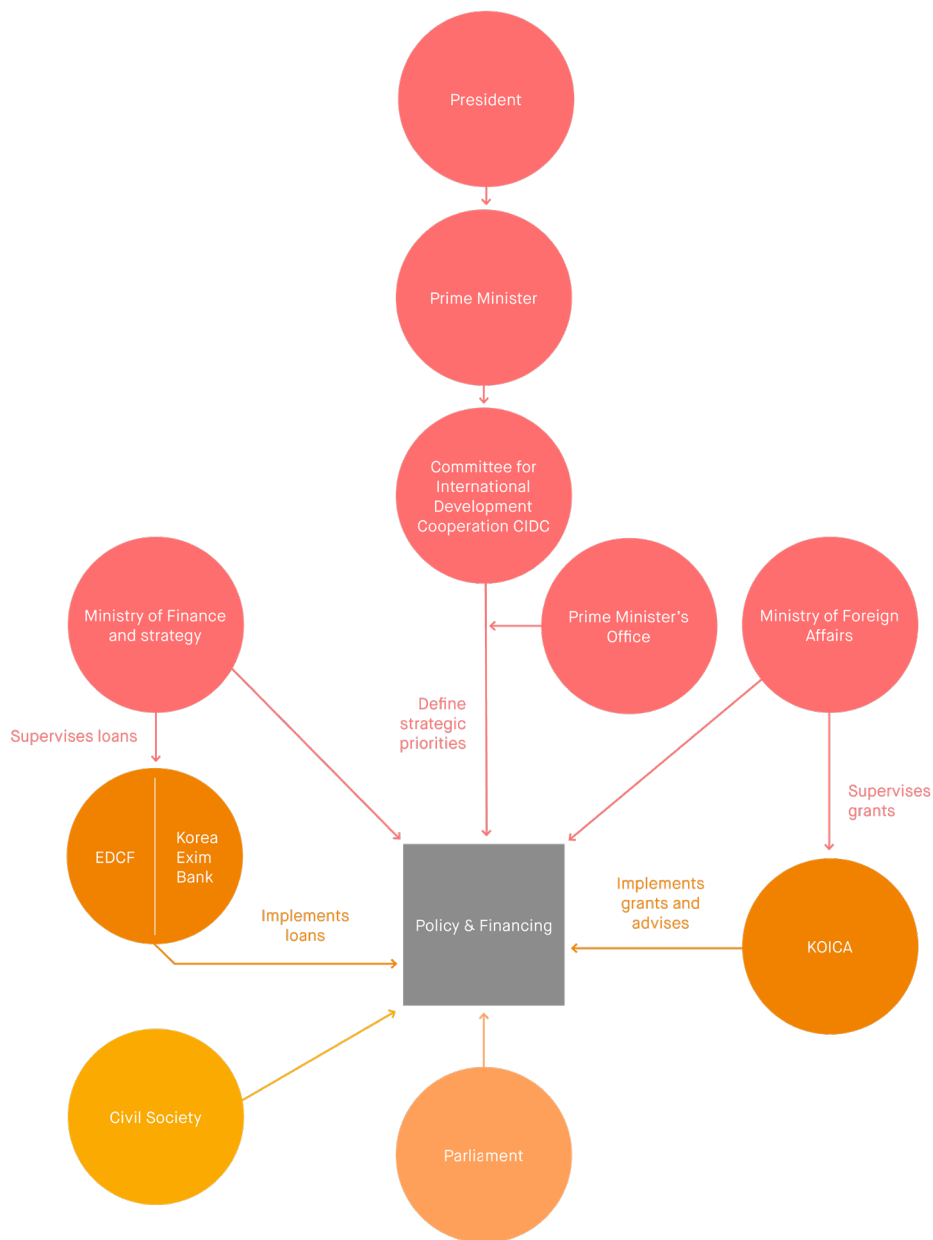 President
Prime Minister
Committee for
International
Development
Cooperation CIDC
Ministry of Finance
and strategy
Prime Minister's
Office
Ministry of Foreign
Affairs
Define
strategic
priorities
Supervises loans
Supervises
grants
EDCF
Korea
Exim
Bank
Implements
loans
Policy & Financing
Implements
grants and
advises
KOICA
Civil Society
Parliament